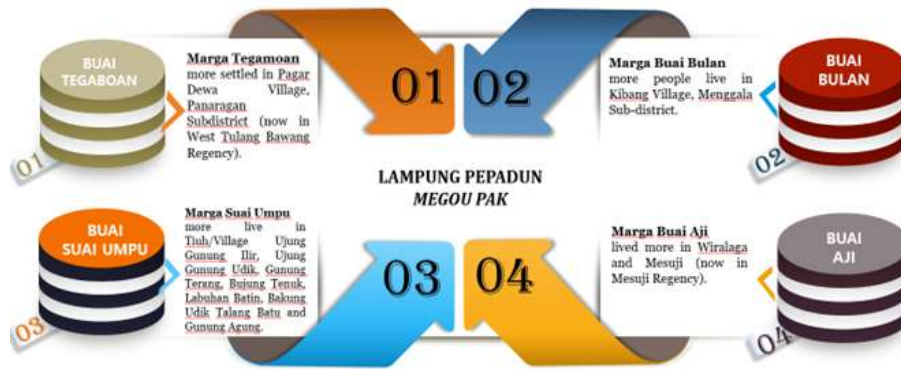 BUAI
TEGABOAN
01
Marga Tegamoan
more settled in Pagar
Dewa Village,
Panaragan
Subdistrict (now in
West Tulang Bawang
Regency).
01
02
Marga Buai Bulan
more people live in
Kibang Village, Menggala
Sub-district.
BUAI
BULAN
02
LAMPUNG PEPADUN
MEGOU PAK
BUAI
SUAI UMPU
03
Marga Suai Umpu
more live in
Tiuh/Village Ujung
Gunung Ilir, Ujung
Gunung Udik, Gunung
Terang, Bujung Tenuk,
Labuhan Batin, Bakung
Udik Talang Batu and
Gunung Agung.
03
04
Marga Buai Aji
lived more in Wiralaga
and Mesuji (now in
Mesuji Regency).
BUAI
AJI
04